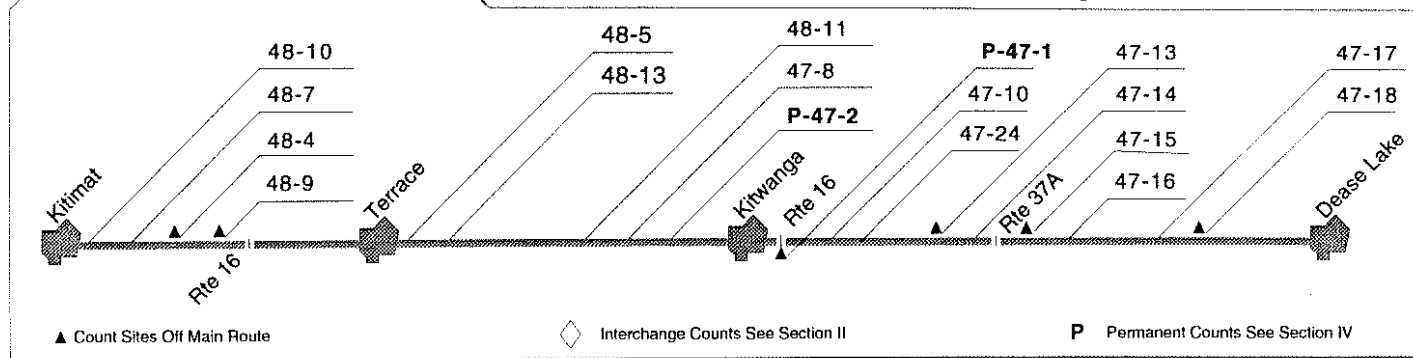 48-10
48-7
48-4
48-9
48-5
48-13
48-11
47-8
P-47-2
P-47-1
47-10
47-24
47-13
47-14
47-15
47-16
47-17
47-18
Kitimat
Rte 16
Terrace
Kitwanga
Rte 16
Rte 37A
Dease Lake
▲ Count Sites Off Main Route
◇ Interchange Counts See Section II
P Permanent Counts See Section IV